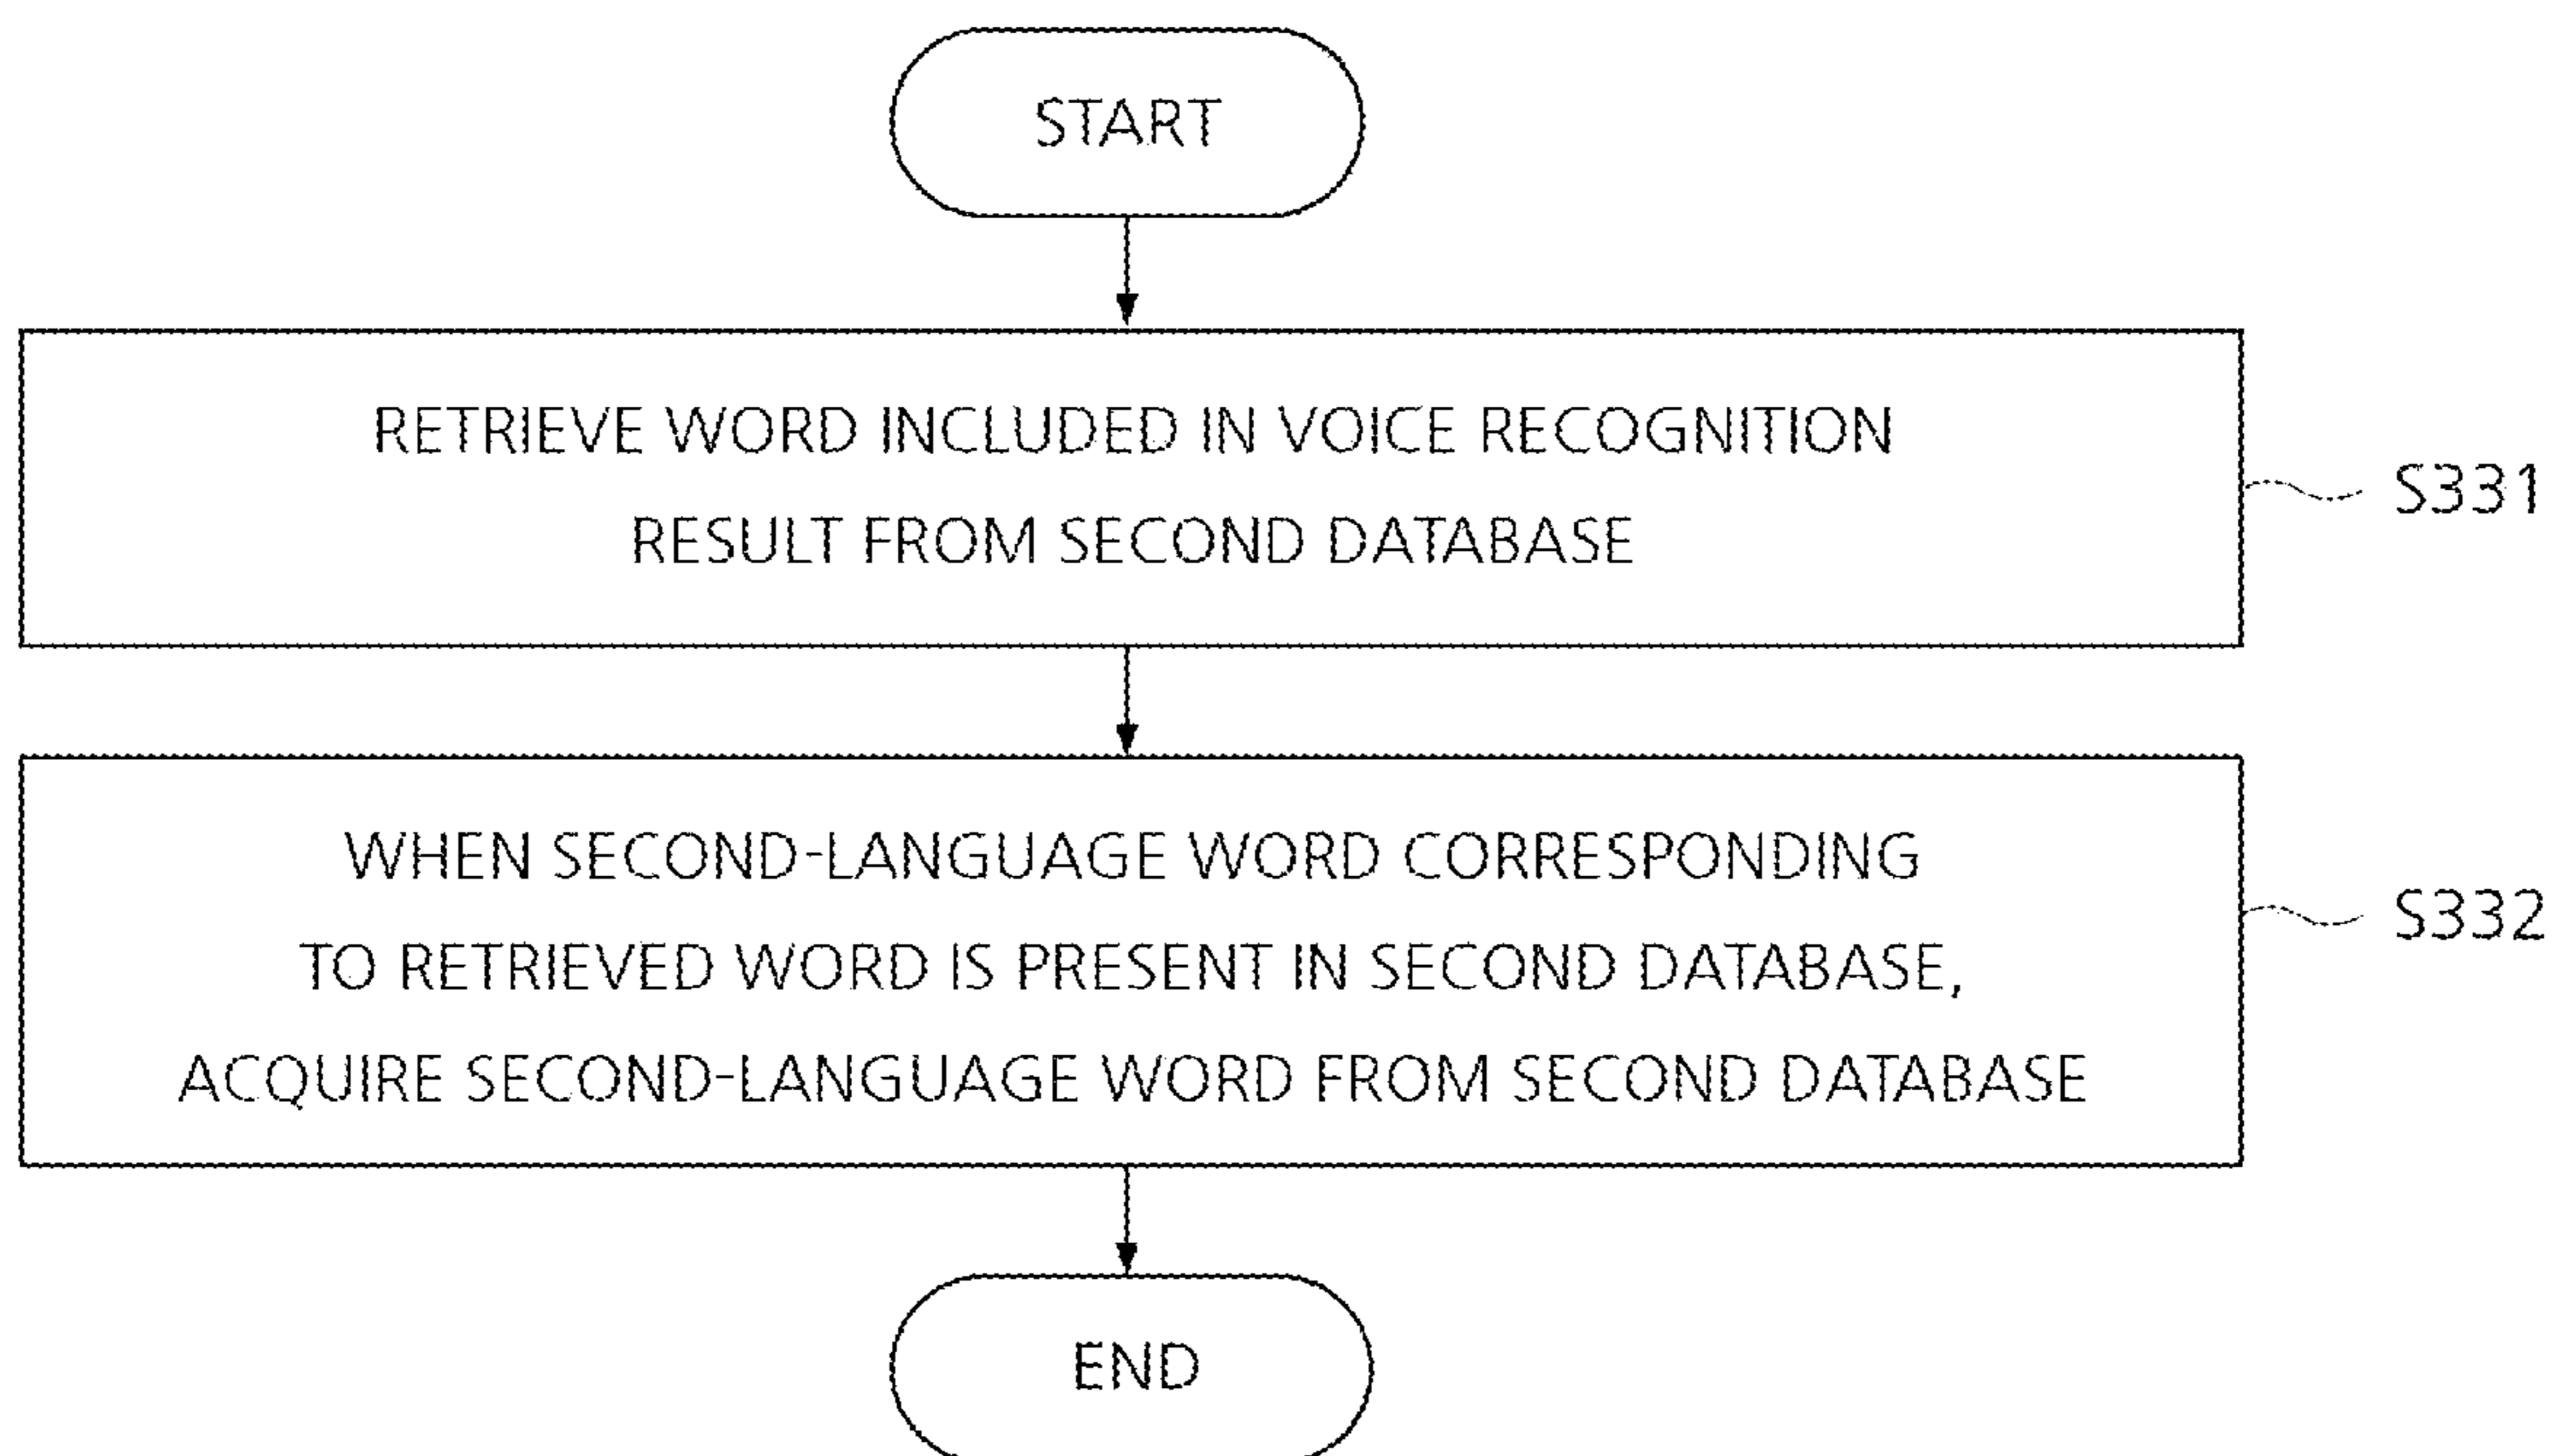 START
RETRIEVE WORD INCLUDED IN VOICE RECOGNITION
RESULT FROM SECOND DATABASE
S331
WHEN SECOND-LANGUAGE WORD CORRESPONDING
TO RETRIEVED WORD IS PRESENT IN SECOND DATABASE,
ACQUIRE SECOND-LANGUAGE WORD FROM SECOND DATABASE
S332
END